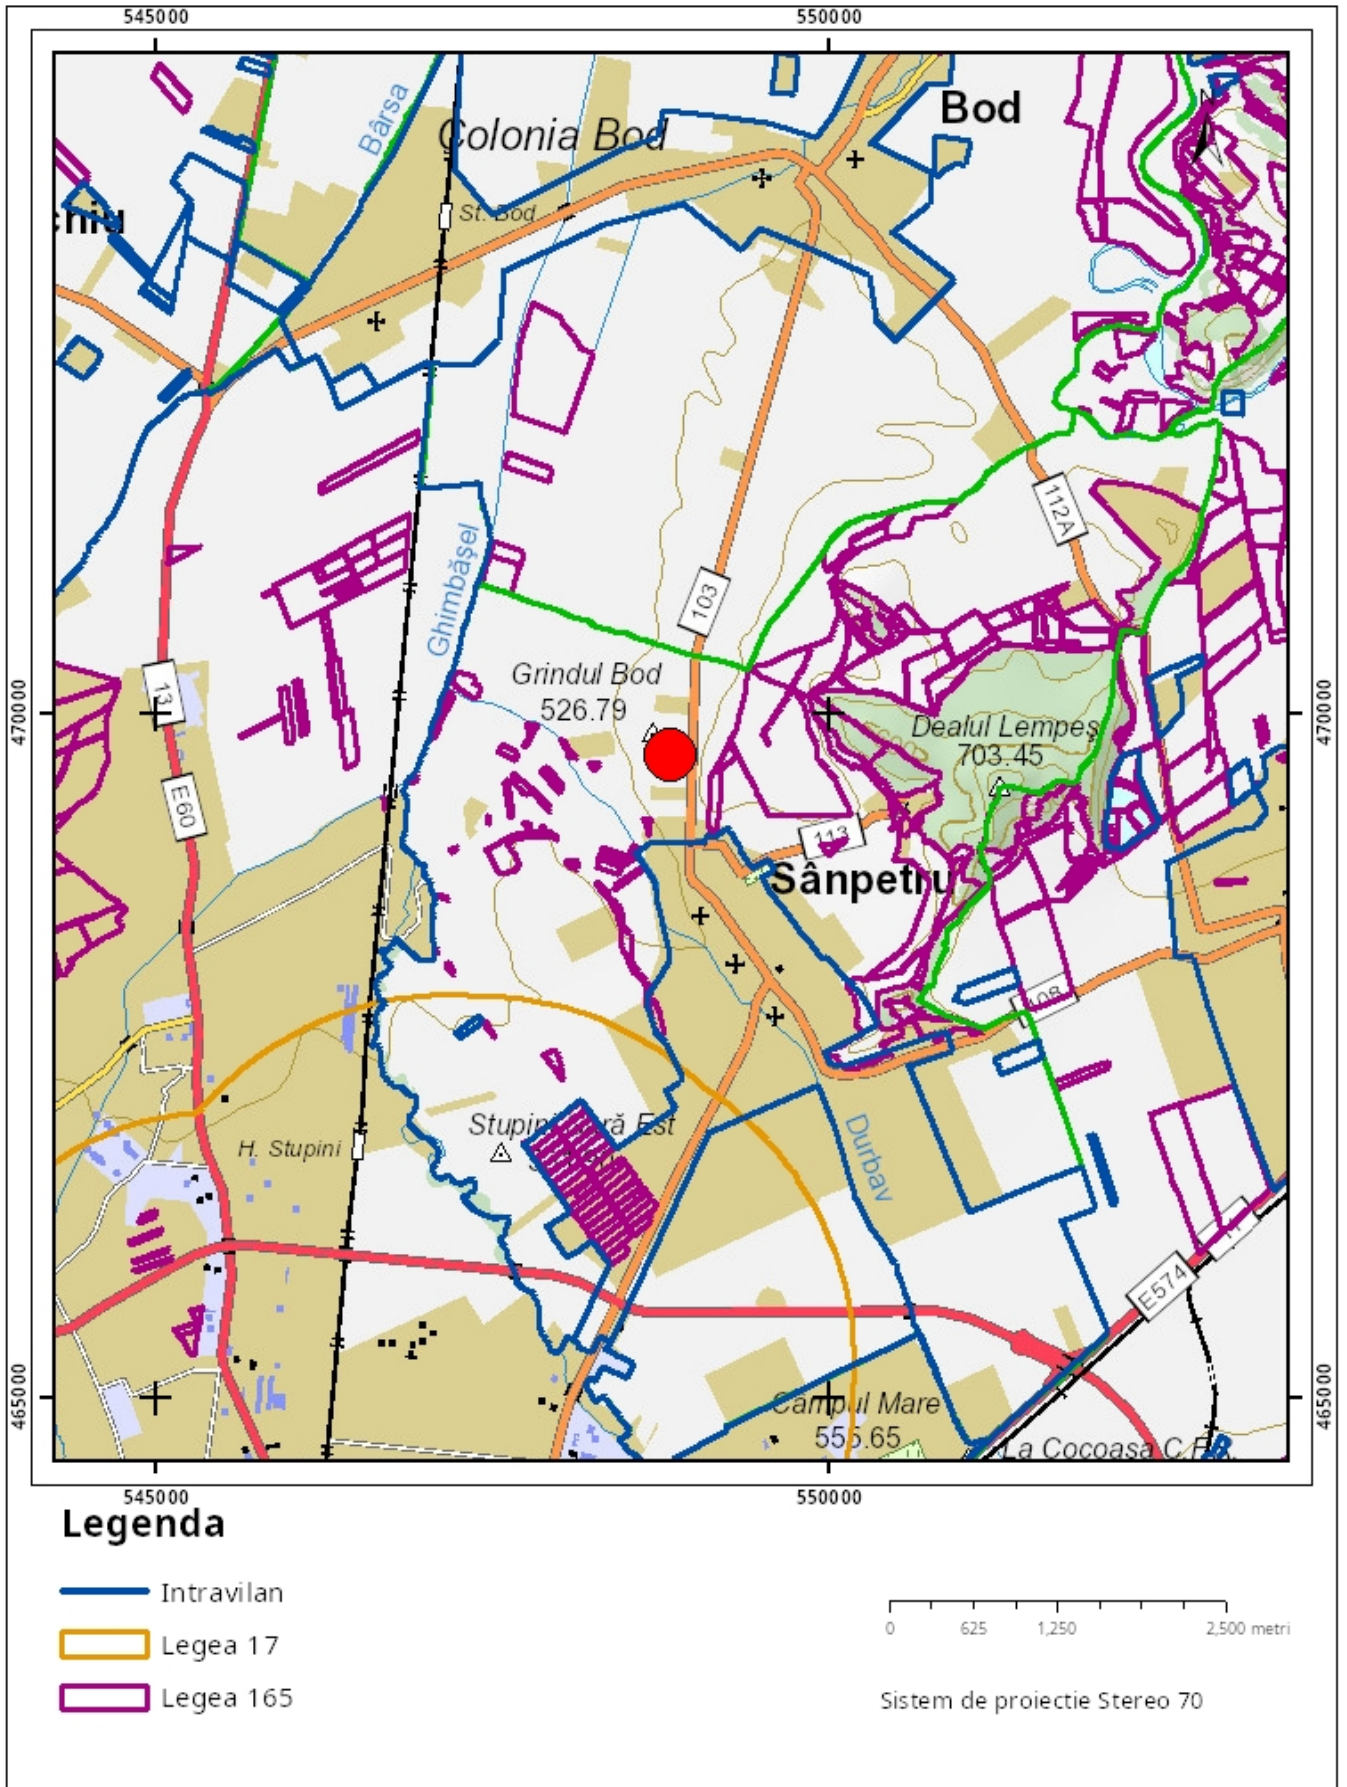 545000
550000
Bârsa
Colonia Bod
Bod
N
St. Bod
112A
Ghimbășel
103
Grindul Bod
526.79
470000
470000
13
Dealul Lempeș
703.45
E60
113
Sânpetru
108
H. Stupini
Durbav
E574
465000
465000
Câmpul Mare
555.65
La Cocoașa C.F.R.
545000
550000
Legenda
Intravilan
Legea 17
Legea 165
0 625 1,250 2,500 metri
Sistem de proiectie Stereo 70